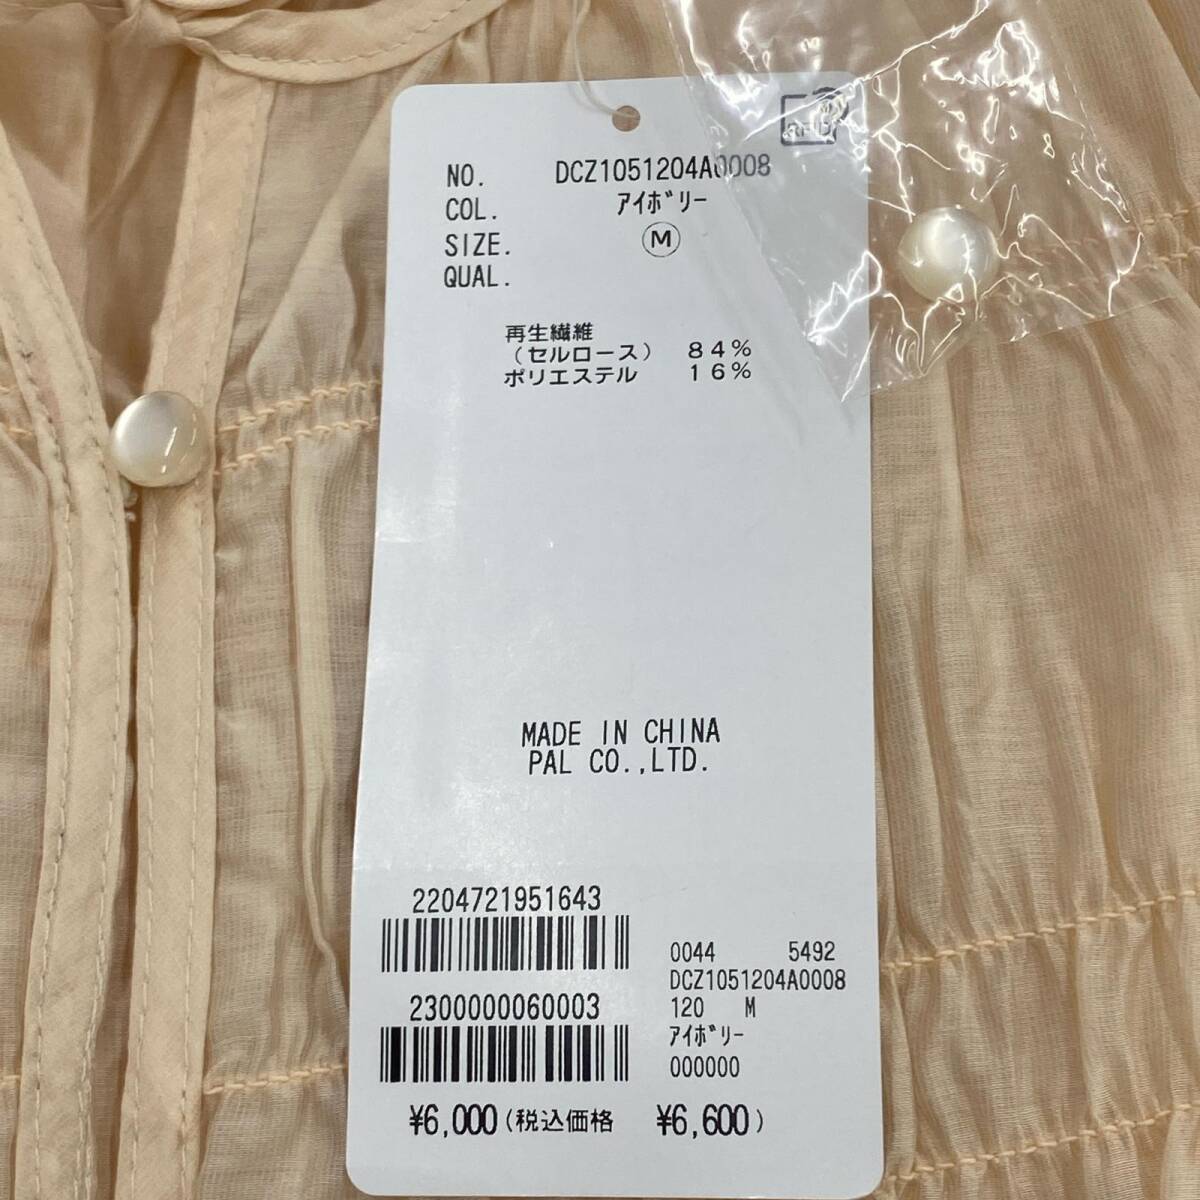 RFID
NO. DCZ1051204A0008
COL. アイボリー
SIZE. M
QUAL.
再生繊維
（セルロース） ８４％
ポリエステル １６％
MADE IN CHINA
PAL CO.,LTD.
2204721951643
2300000060003
0044 5492
DCZ1051204A0008
120 M
アイボリー
000000
¥6,000(税込価格 ¥6,600)